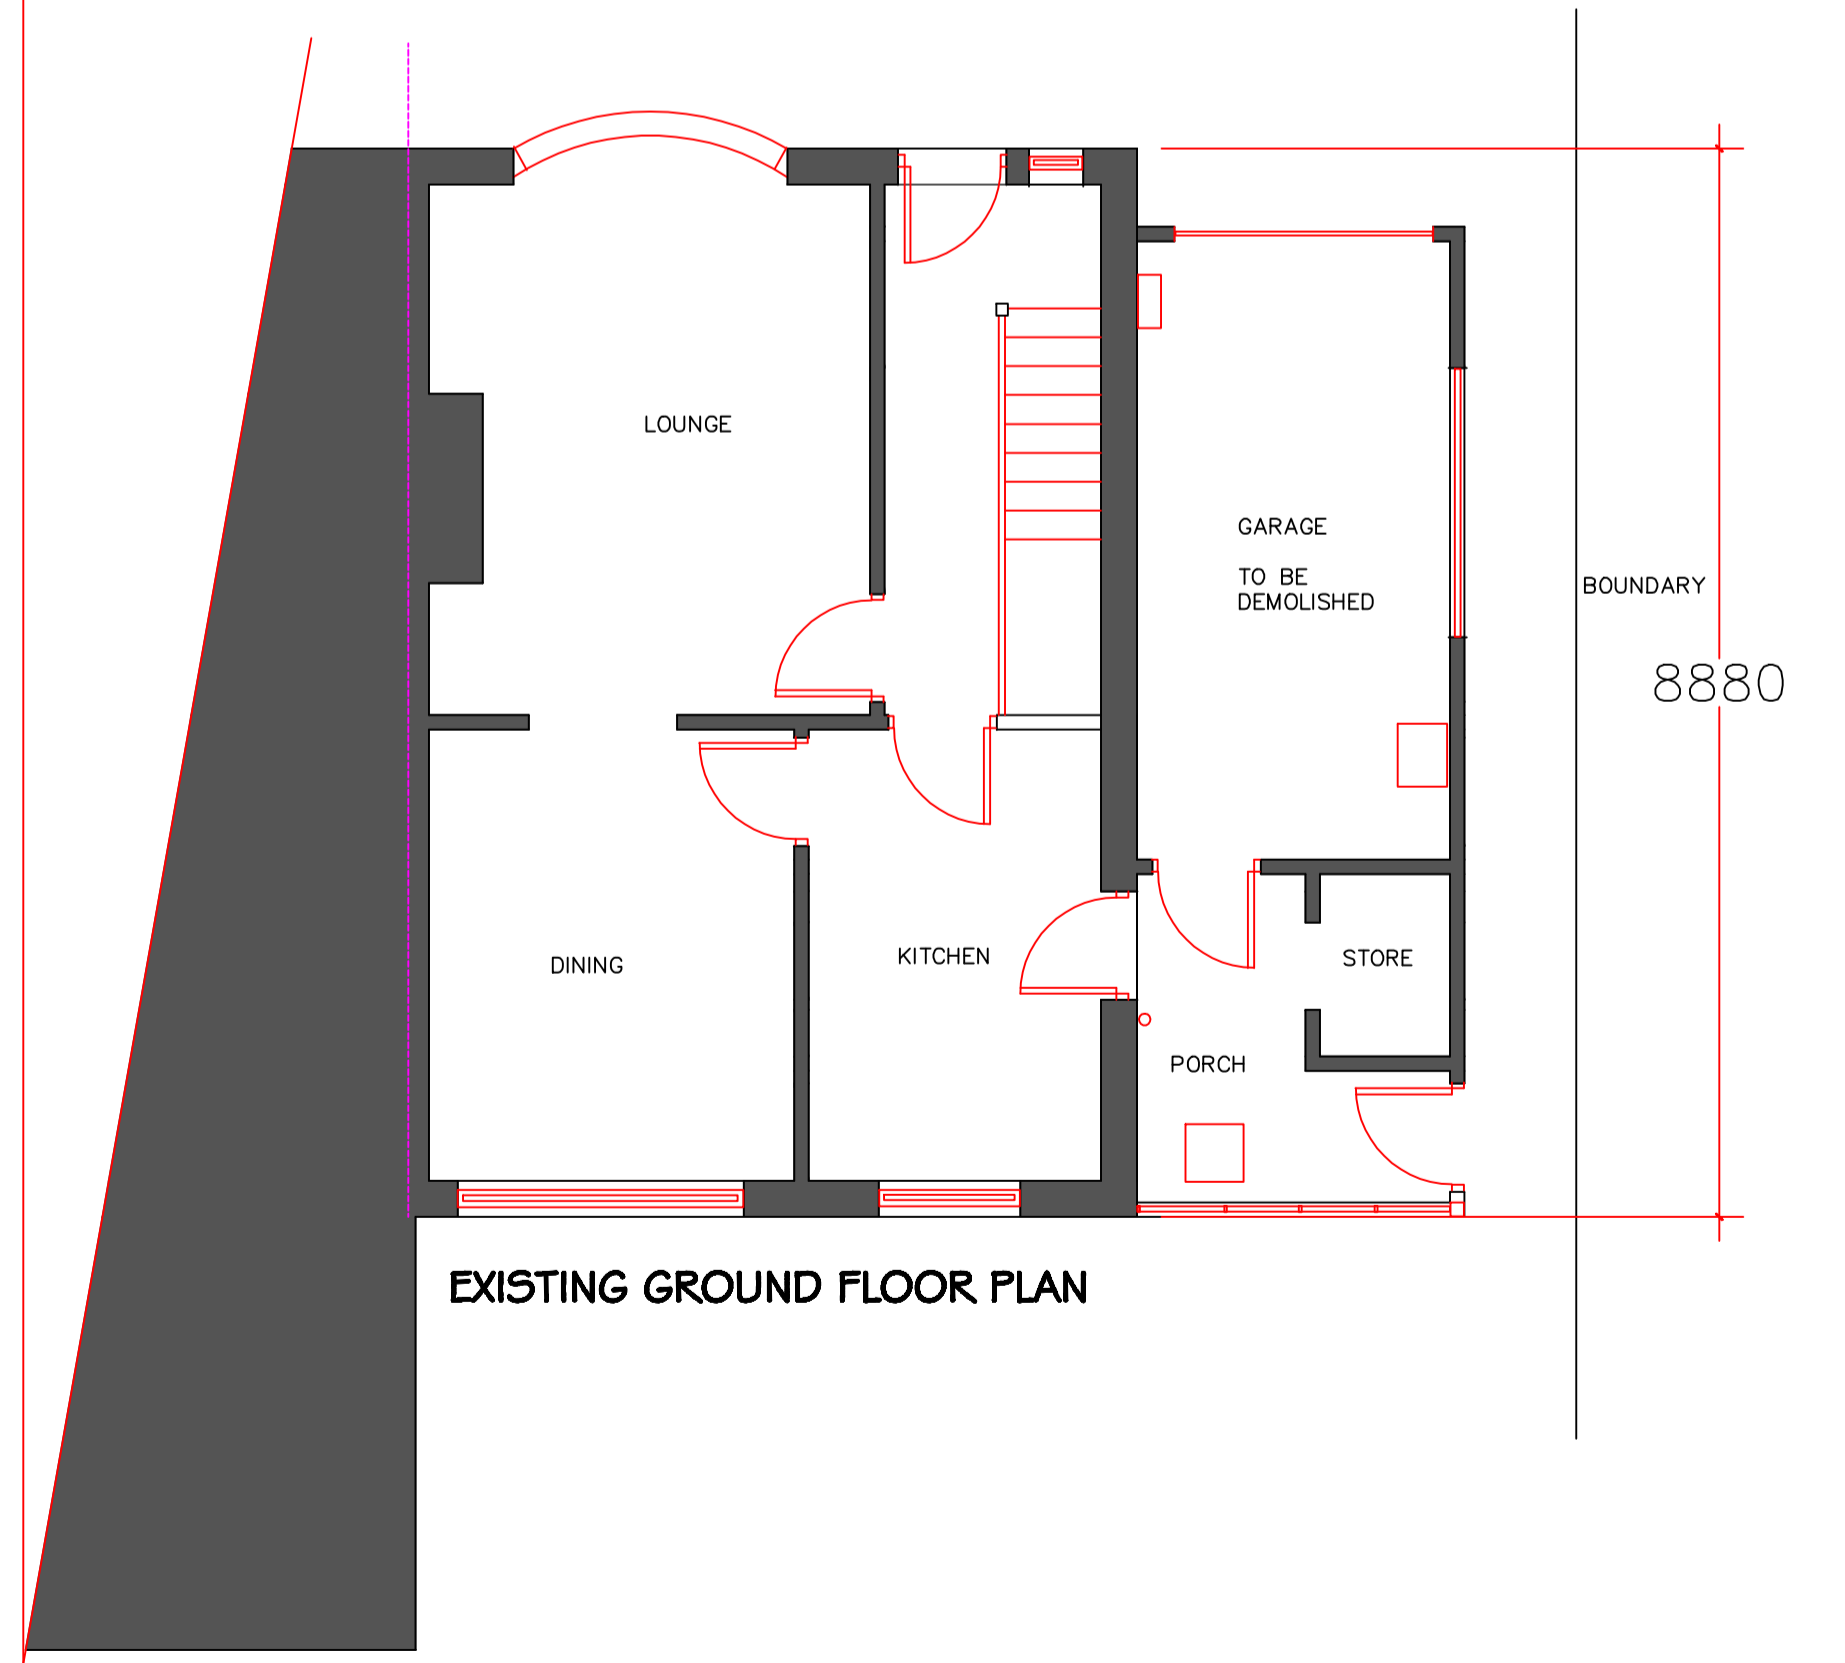 LOUNGE
GARAGE
TO BE
DEMOLISHED
BOUNDARY
8880
DINING
KITCHEN
STORE
PORCH
EXISTING GROUND FLOOR PLAN